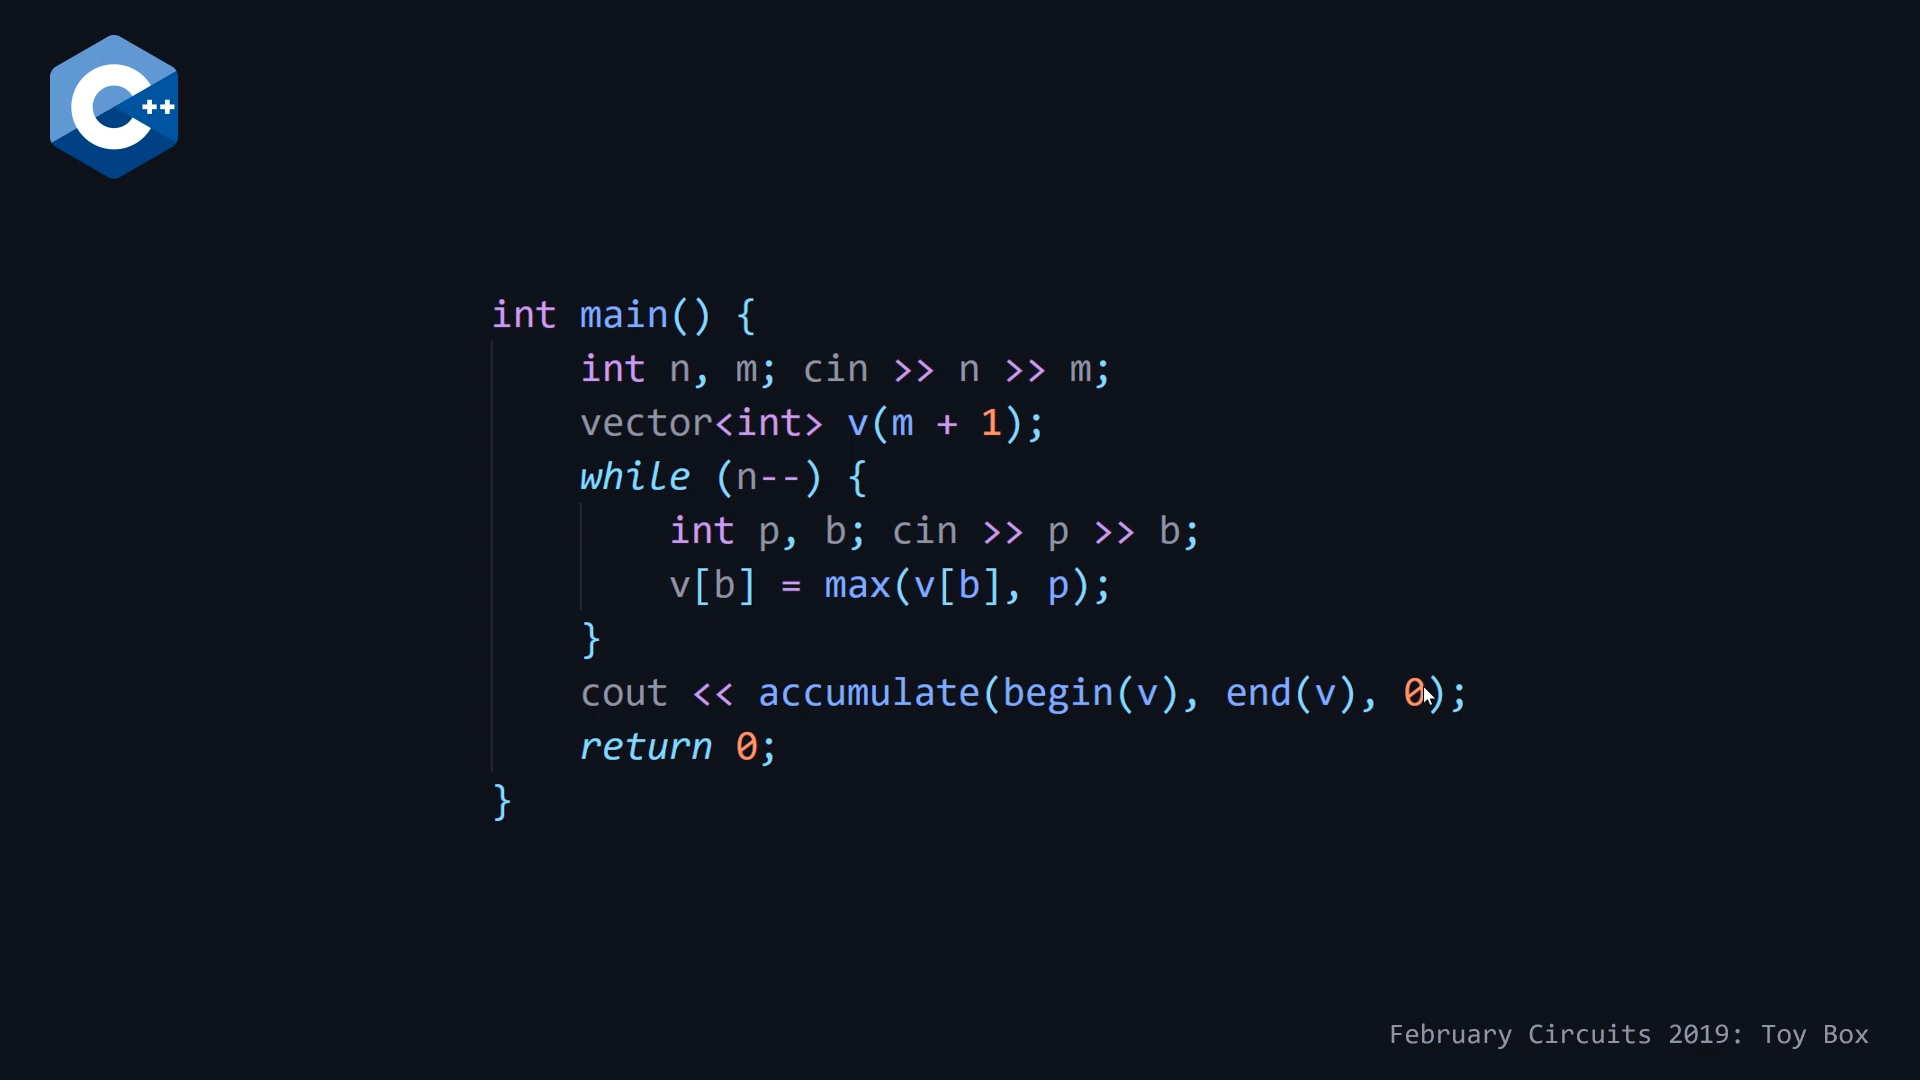 C++
int main() {
    int n, m; cin >> n >> m;
    vector<int> v(m + 1);
    while (n--) {
        int p, b; cin >> p >> b;
        v[b] = max(v[b], p);
    }
    cout << accumulate(begin(v), end(v), 0);
    return 0;
}
February Circuits 2019: Toy Box